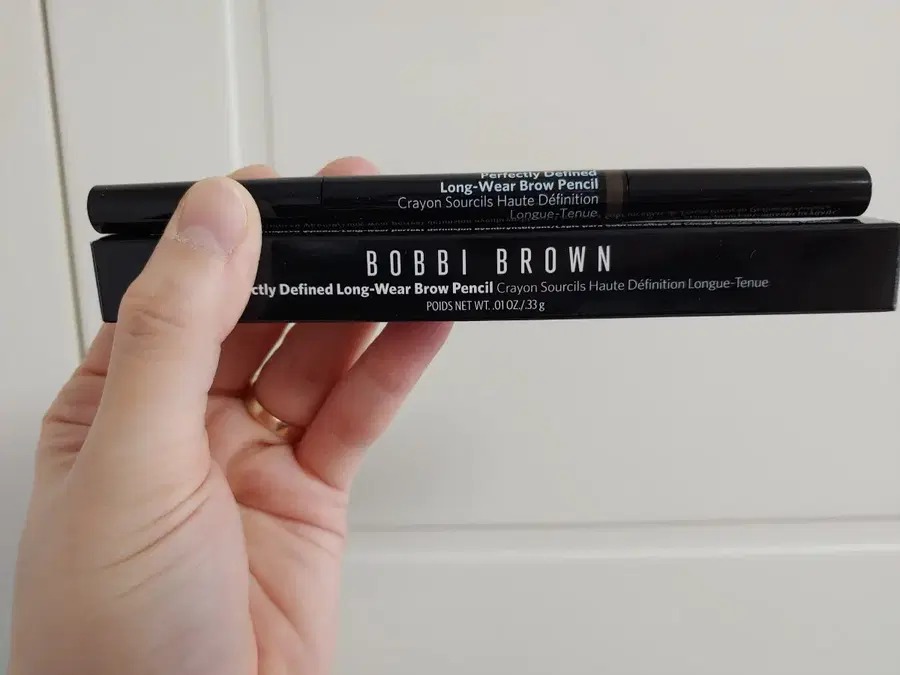 Perfectly Defined
Long-Wear Brow Pencil
Crayon Sourcils Haute Définition
Longue-Tenue
BOBBI BROWN
ctly Defined Long-Wear Brow Pencil Crayon Sourcils Haute Définition Longue-Tenue
POIDS NET WT. .01 OZ./.33 g